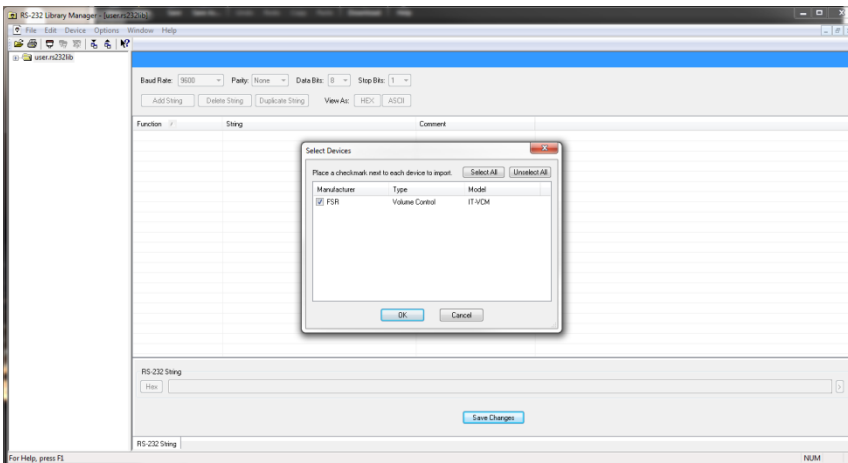 RS-232 Library Manager - [user.rs232lib]
File Edit Device Options Window Help
user.rs232lib
Baud Rate: 9600 Parity: None Data Bits: 8 Stop Bits: 1
Add String Delete String Duplicate String View As: HEX ASCII
Function String Comment
Select Devices
Place a checkmark next to each device to import. Select All Unselect All
Manufacturer Type Model
FSR Volume Control IT-VCM
OK Cancel
RS-232 String
Hex
Save Changes
RS-232 String
For Help, press F1 NUM